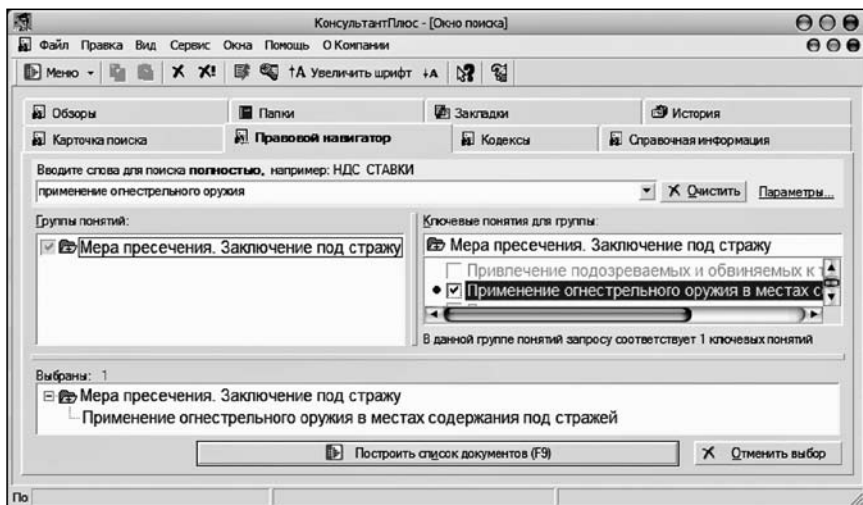 КонсультантПлюс - [Окно поиска]
Файл Правка Вид Сервис Окна Помощь О Компании
Меню Увеличить шрифт
Обзоры Папки Закладки История
Карточка поиска Правовой навигатор Кодексы Справочная информация
Вводите слова для поиска полностью, например: НДС СТАВКИ
применение огнестрельного оружия Очистить Параметры...
Группы понятий: Ключевые понятия для группы:
Мера пресечения. Заключение под стражу Мера пресечения. Заключение под стражу
Привлечение подозреваемых и обвиняемых к
Применение огнестрельного оружия в местах
В данной группе понятий запросу соответствует 1 ключевых понятий
Выбраны: 1
Мера пресечения. Заключение под стражу
Применение огнестрельного оружия в местах содержания под стражей
Построить список документов (F9) Отменить выбор
По